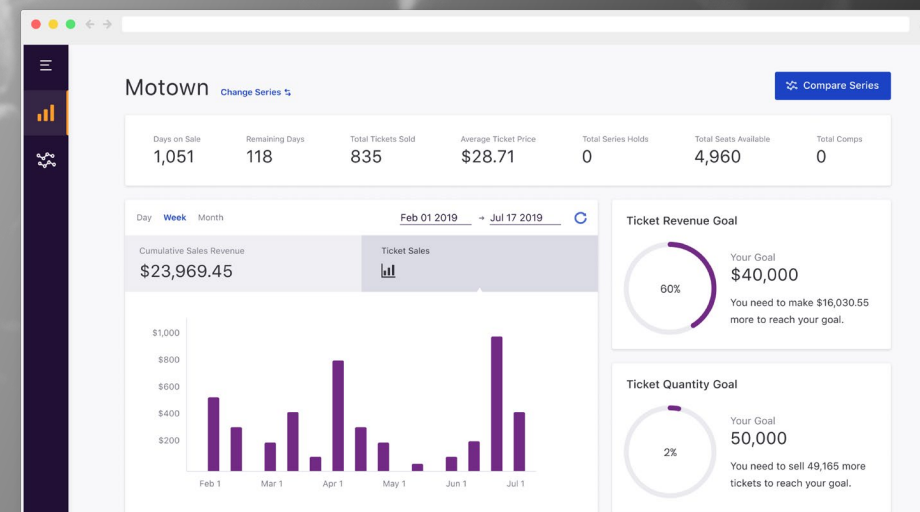 Motown
Change Series
Compare Series
Days on Sale
1,051
Remaining Days
118
Total Tickets Sold
835
Average Ticket Price
$28.71
Total Series Holds
0
Total Seats Available
4,960
Total Comps
0
Day Week Month
Feb 01 2019 → Jul 17 2019
Cumulative Sales Revenue
$23,969.45
Ticket Sales
$1,000
$800
$600
$400
$200
Feb 1 Mar 1 Apr 1 May 1 Jun 1 Jul 1
Ticket Revenue Goal
60%
Your Goal
$40,000
You need to make $16,030.55
more to reach your goal.
Ticket Quantity Goal
2%
Your Goal
50,000
You need to sell 49,165 more
tickets to reach your goal.